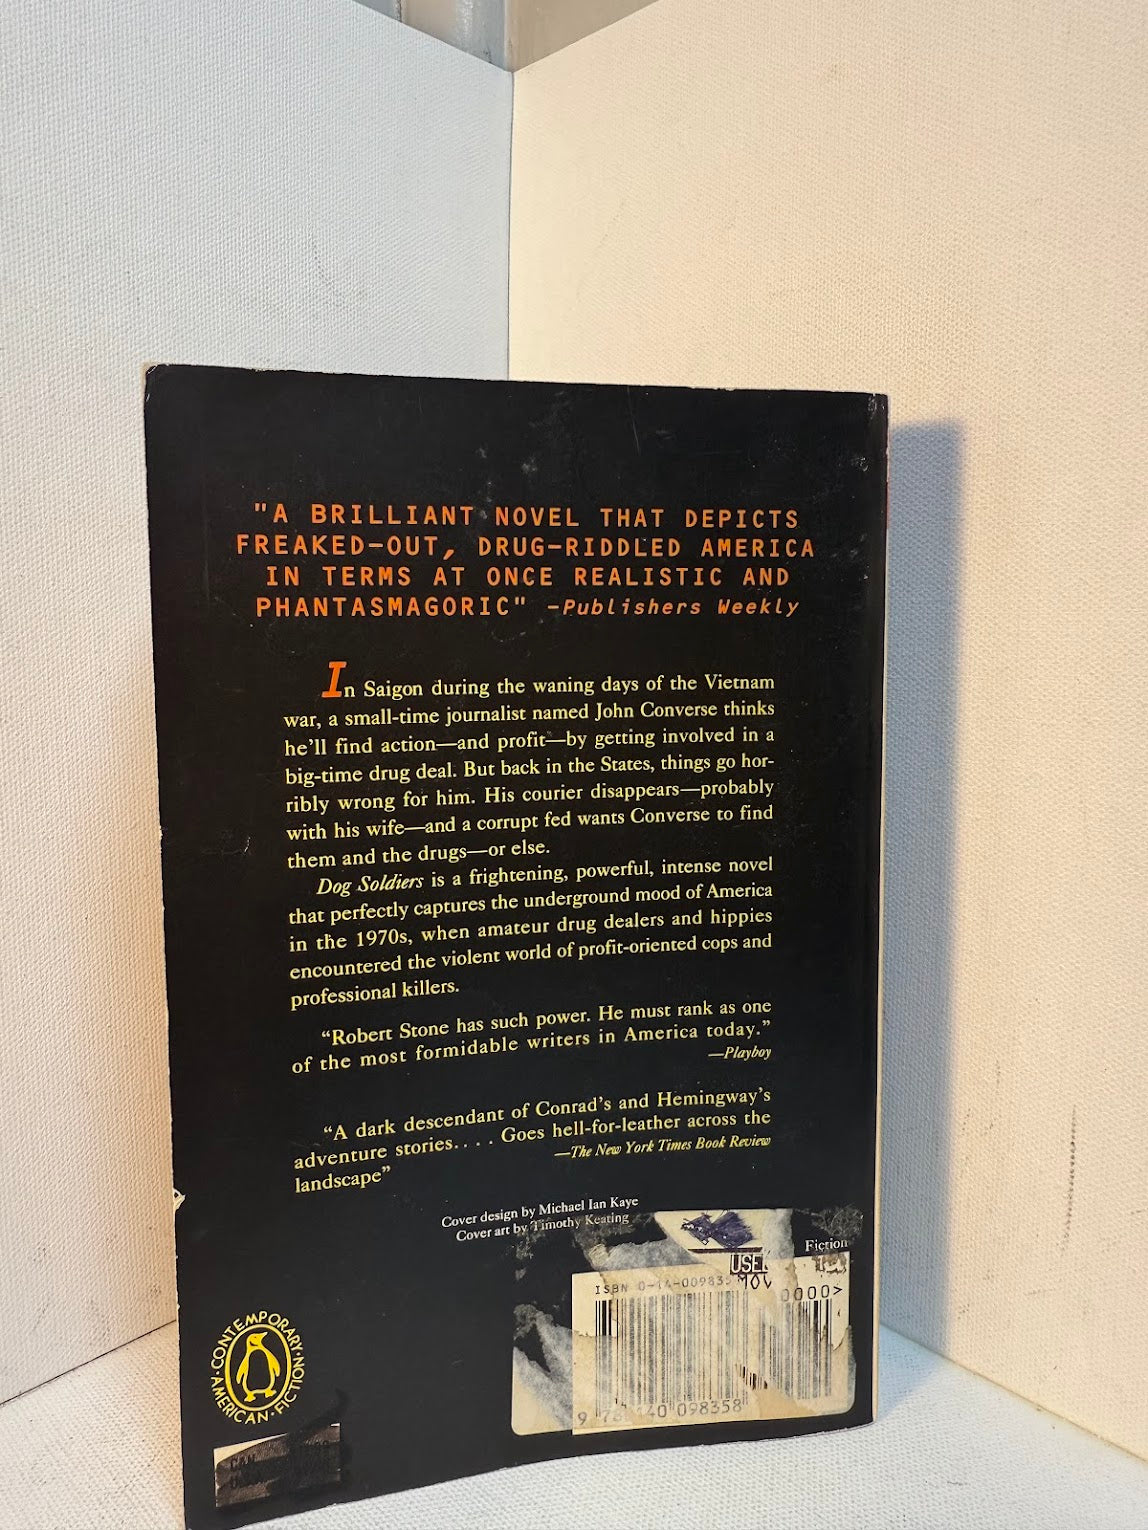 "A BRILLIANT NOVEL THAT DEPICTS
FREAKED-OUT, DRUG-RIDDLED AMERICA
IN TERMS AT ONCE REALISTIC AND
PHANTASMAGORIC" -Publishers Weekly
In Saigon during the waning days of the Vietnam
war, a small-time journalist named John Converse thinks
he'll find action—and profit—by getting involved in a
big-time drug deal. But back in the States, things go hor-
ribly wrong for him. His courier disappears—probably
with his wife—and a corrupt fed wants Converse to find
them and the drugs—or else.
Dog Soldiers is a frightening, powerful, intense novel
that perfectly captures the underground mood of America
in the 1970s, when amateur drug dealers and hippies
encountered the violent world of profit-oriented cops and
professional killers.
“Robert Stone has such power. He must rank as one
of the most formidable writers in America today.”
—Playboy
“A dark descendant of Conrad's and Hemingway's
adventure stories. . . . Goes hell-for-leather across the
landscape”
—The New York Times Book Review
Cover design by Michael Ian Kaye
Cover art by Timothy Keating
Fiction
ISBN
0000>
098358
CONTEMPORARY · AMERICAN · FICTION